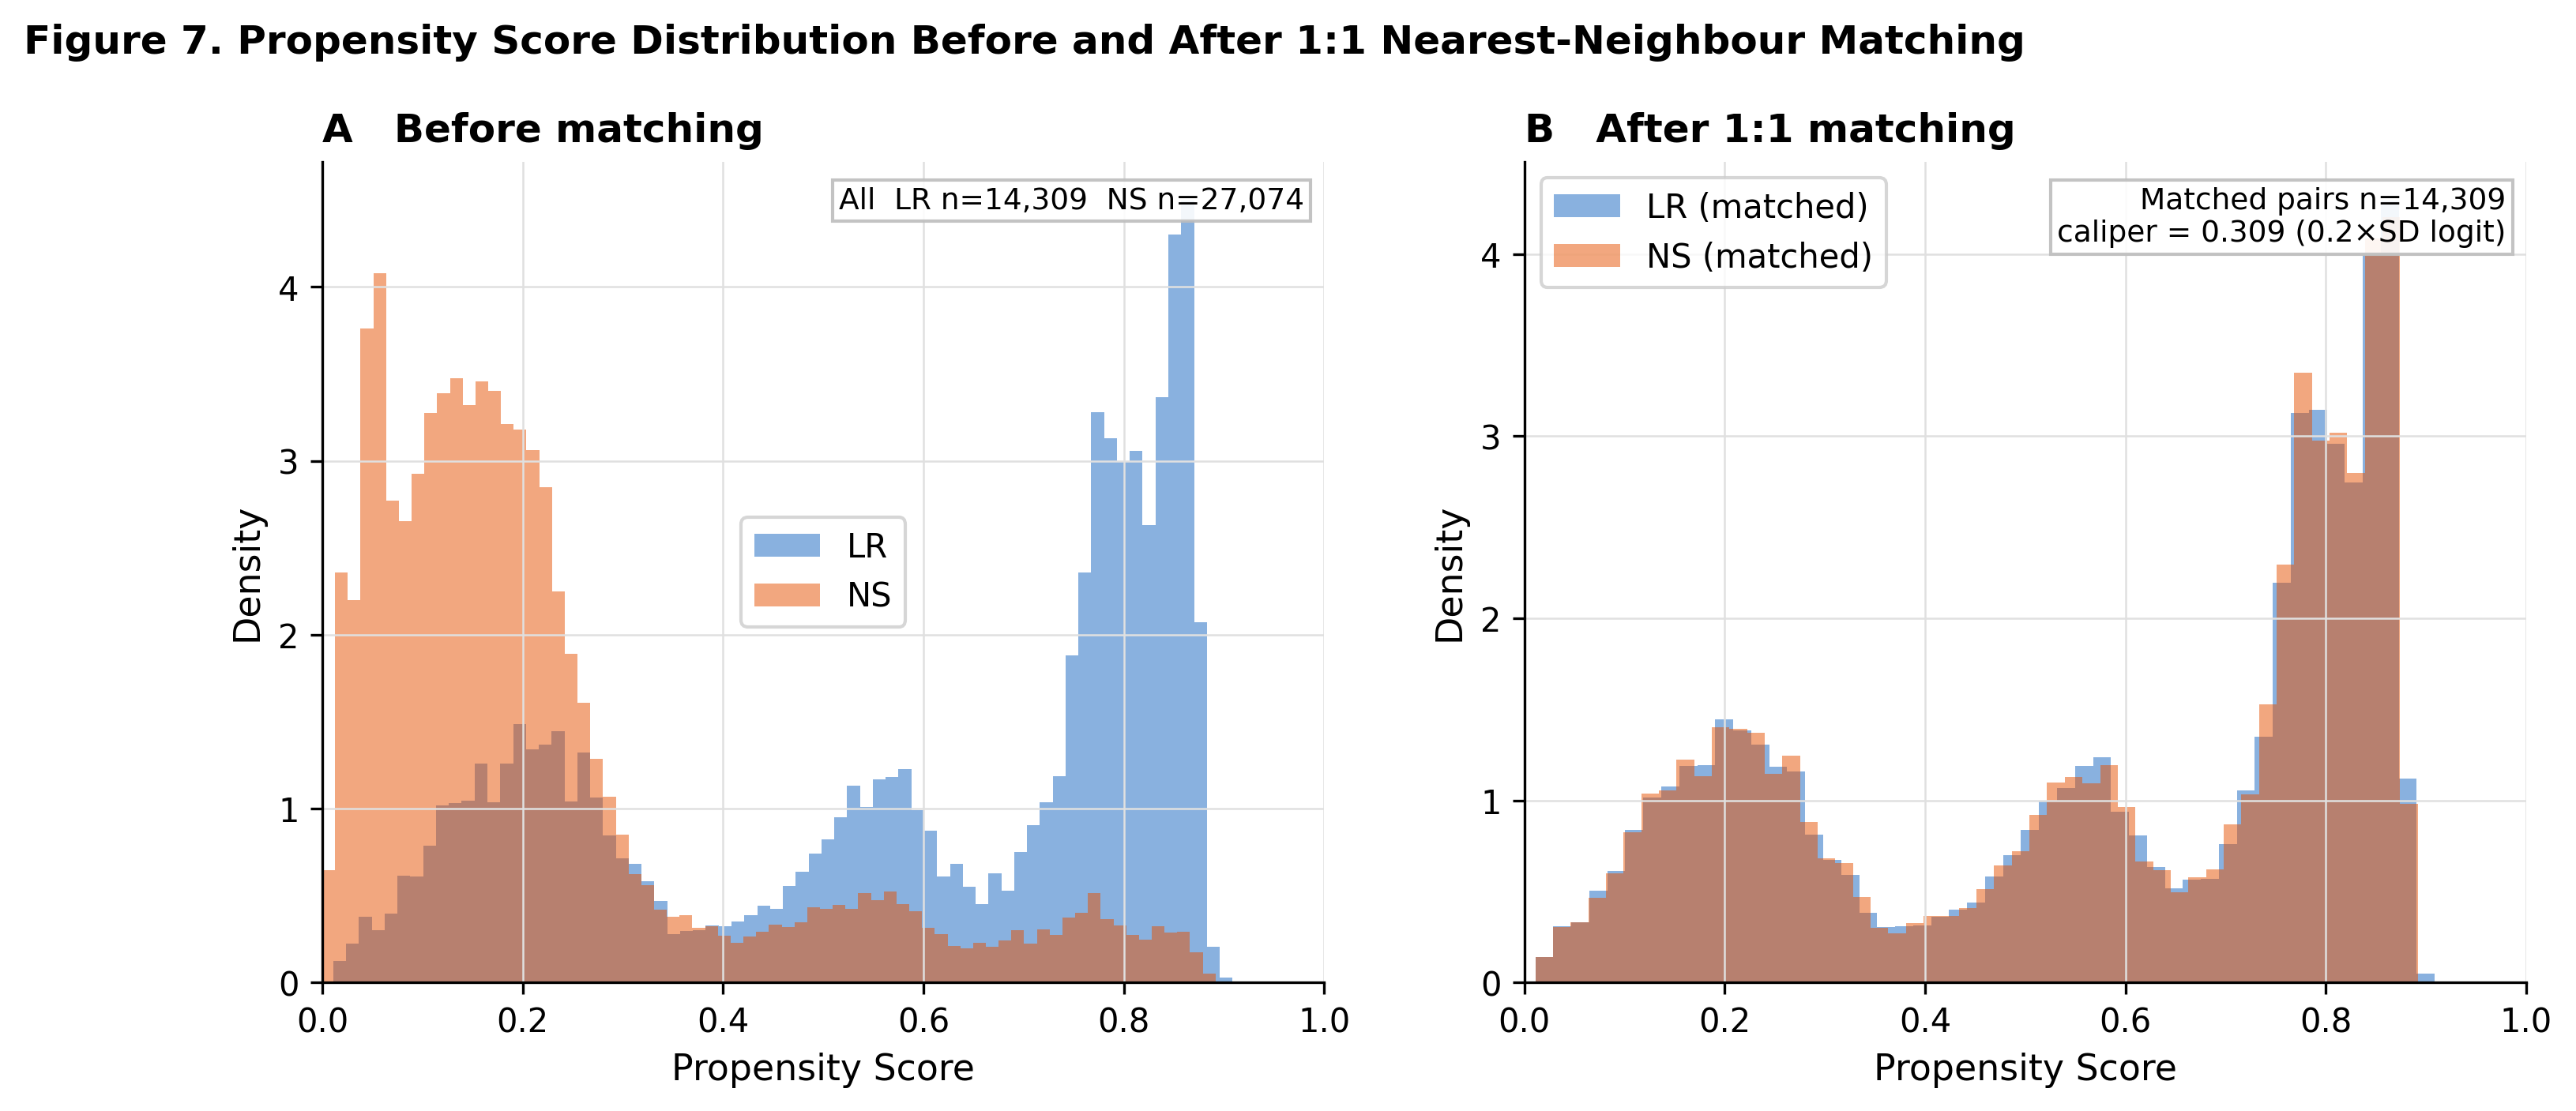 Figure 7. Propensity Score Distribution Before and After 1:1 Nearest-Neighbour Matching
A Before matching
All LR n=14,309 NS n=27,074
LR
NS
Density
4
3
2
1
0
0.0 0.2 0.4 0.6 0.8 1.0
Propensity Score
B After 1:1 matching
LR (matched)
NS (matched)
Matched pairs n=14,309
caliper = 0.309 (0.2×SD logit)
Density
4
3
2
1
0
0.0 0.2 0.4 0.6 0.8 1.0
Propensity Score